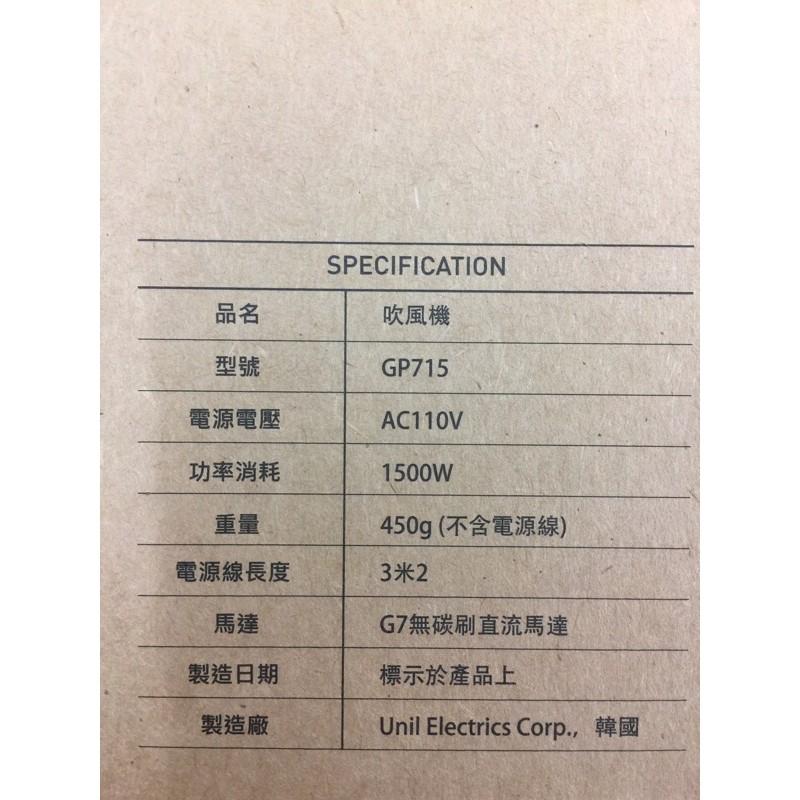 SPECIFICATION
品名 吹風機
型號 GP715
電源電壓 AC110V
功率消耗 1500W
重量 450g (不含電源線)
電源線長度 3米2
馬達 G7無碳刷直流馬達
製造日期 標示於產品上
製造廠 Unil Electrics Corp., 韓國